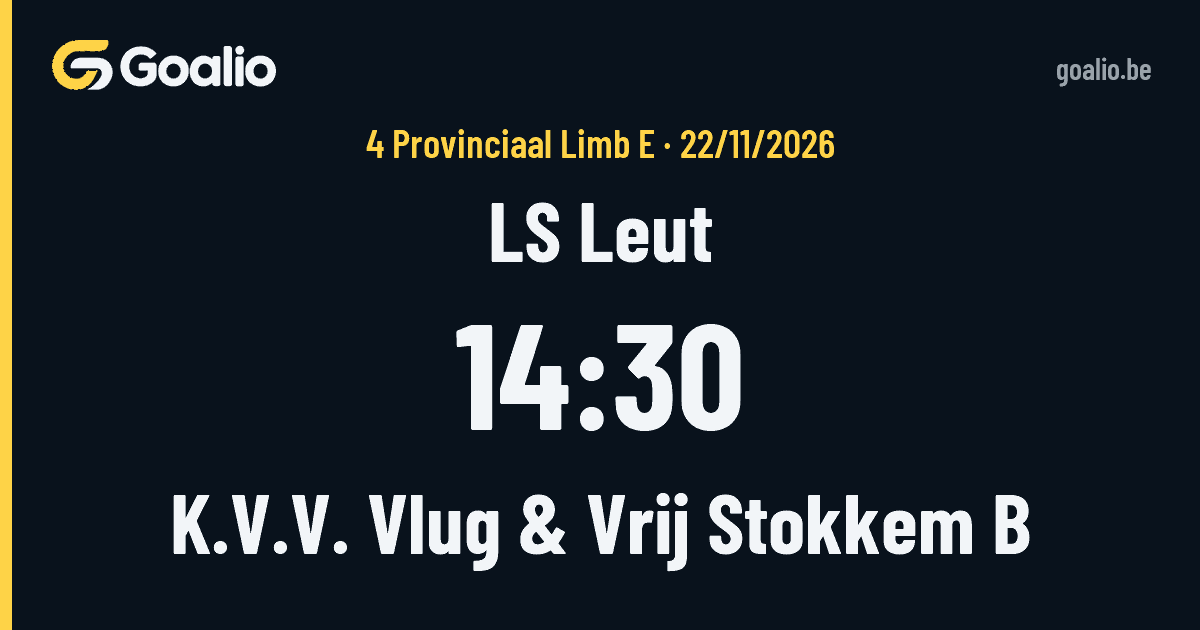 Goalio
goalio.be
4 Provinciaal Limb E · 22/11/2026
LS Leut
14:30
K.V.V. Vlug & Vrij Stokkem B